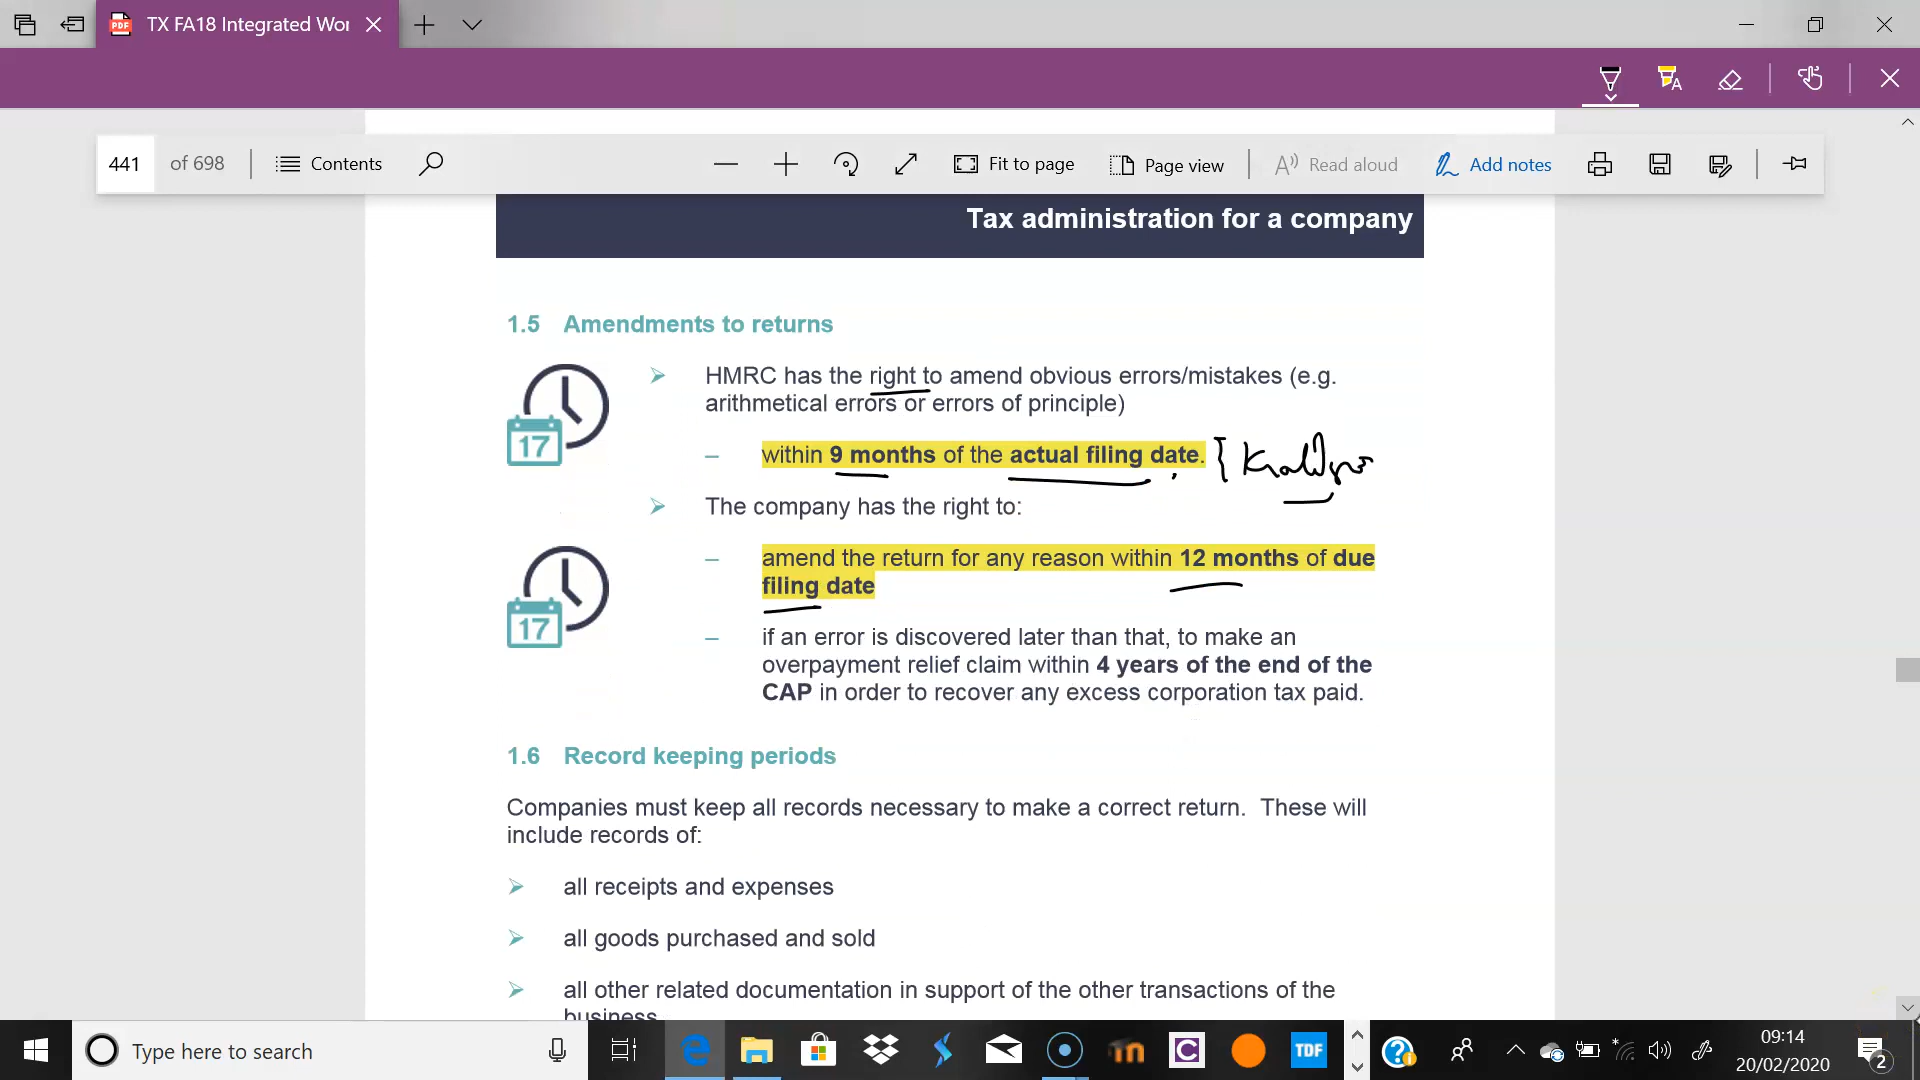 TX FA18 Integrated Wor
441 of 698 Contents Fit to page Page view Read aloud Add notes
Tax administration for a company
1.5 Amendments to returns
HMRC has the right to amend obvious errors/mistakes (e.g.
arithmetical errors or errors of principle)
17
– within 9 months of the actual filing date.
The company has the right to:
– amend the return for any reason within 12 months of due
filing date
17
– if an error is discovered later than that, to make an
overpayment relief claim within 4 years of the end of the
CAP in order to recover any excess corporation tax paid.
1.6 Record keeping periods
Companies must keep all records necessary to make a correct return. These will
include records of:
all receipts and expenses
all goods purchased and sold
all other related documentation in support of the other transactions of the
business
Type here to search
TDF
09:14
20/02/2020
2